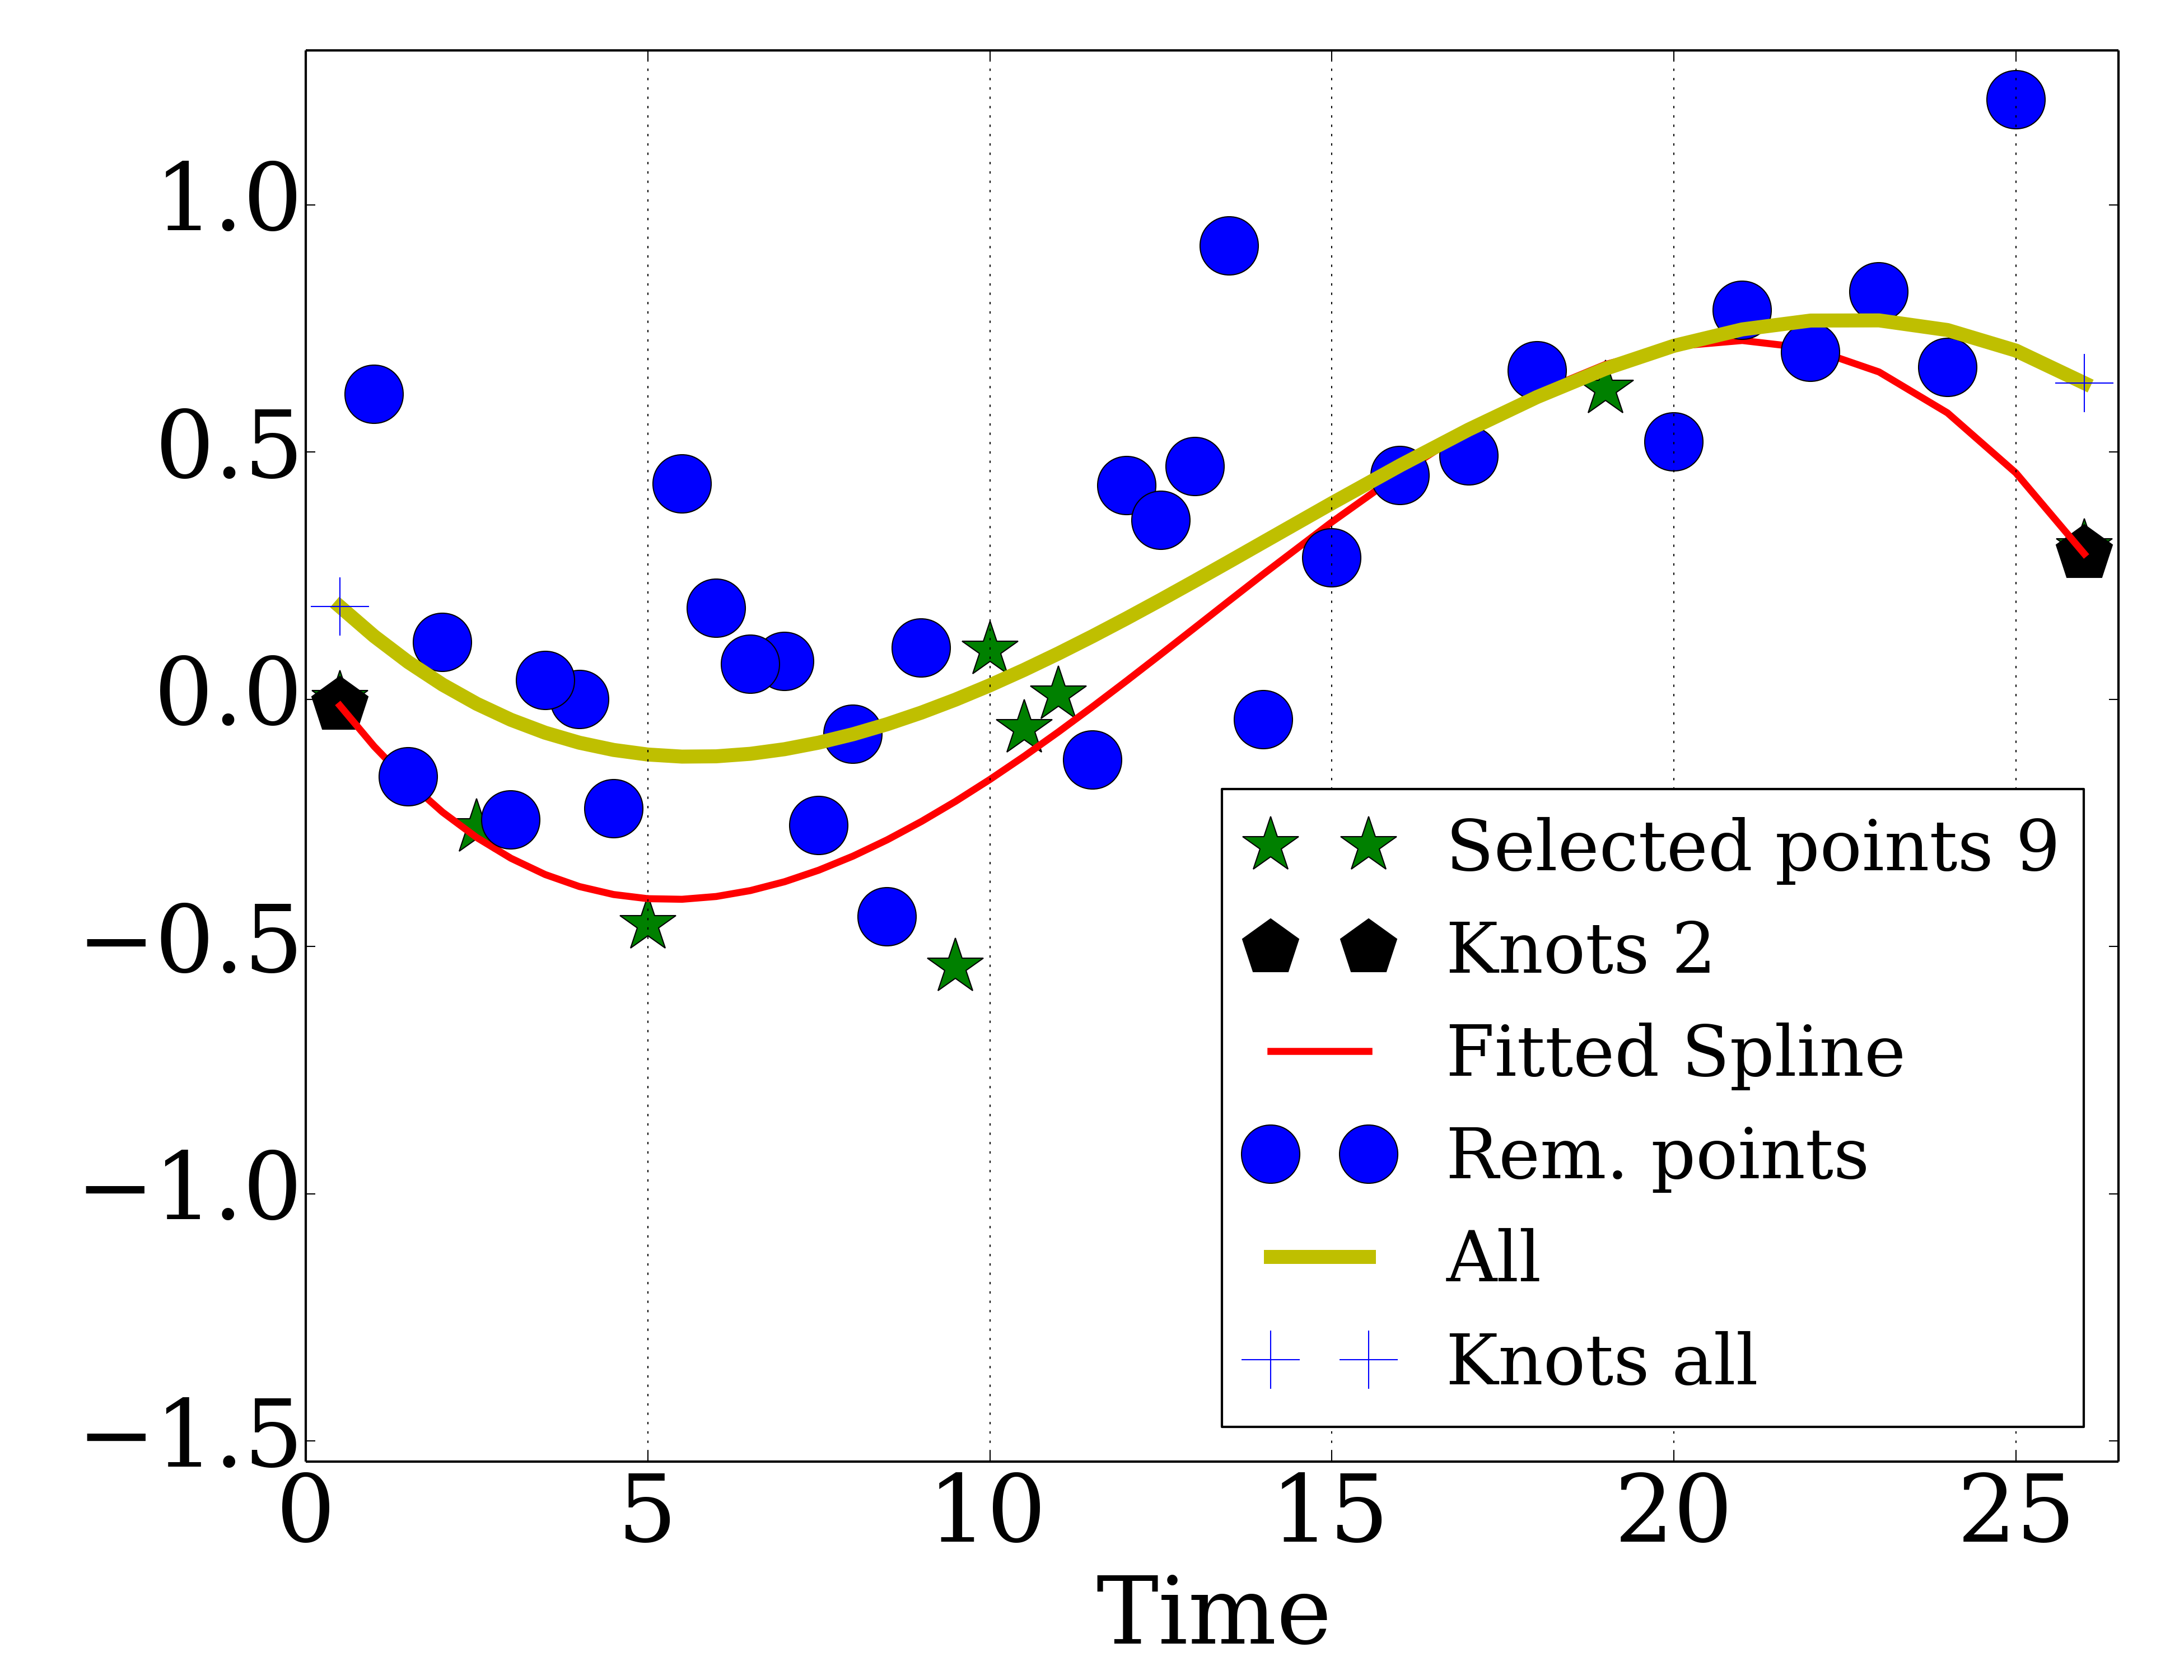 1.0
0.5
0.0
−0.5
−1.0
−1.5
0 5 10 15 20 25
Time
Selected points 9
Knots 2
Fitted Spline
Rem. points
All
Knots all